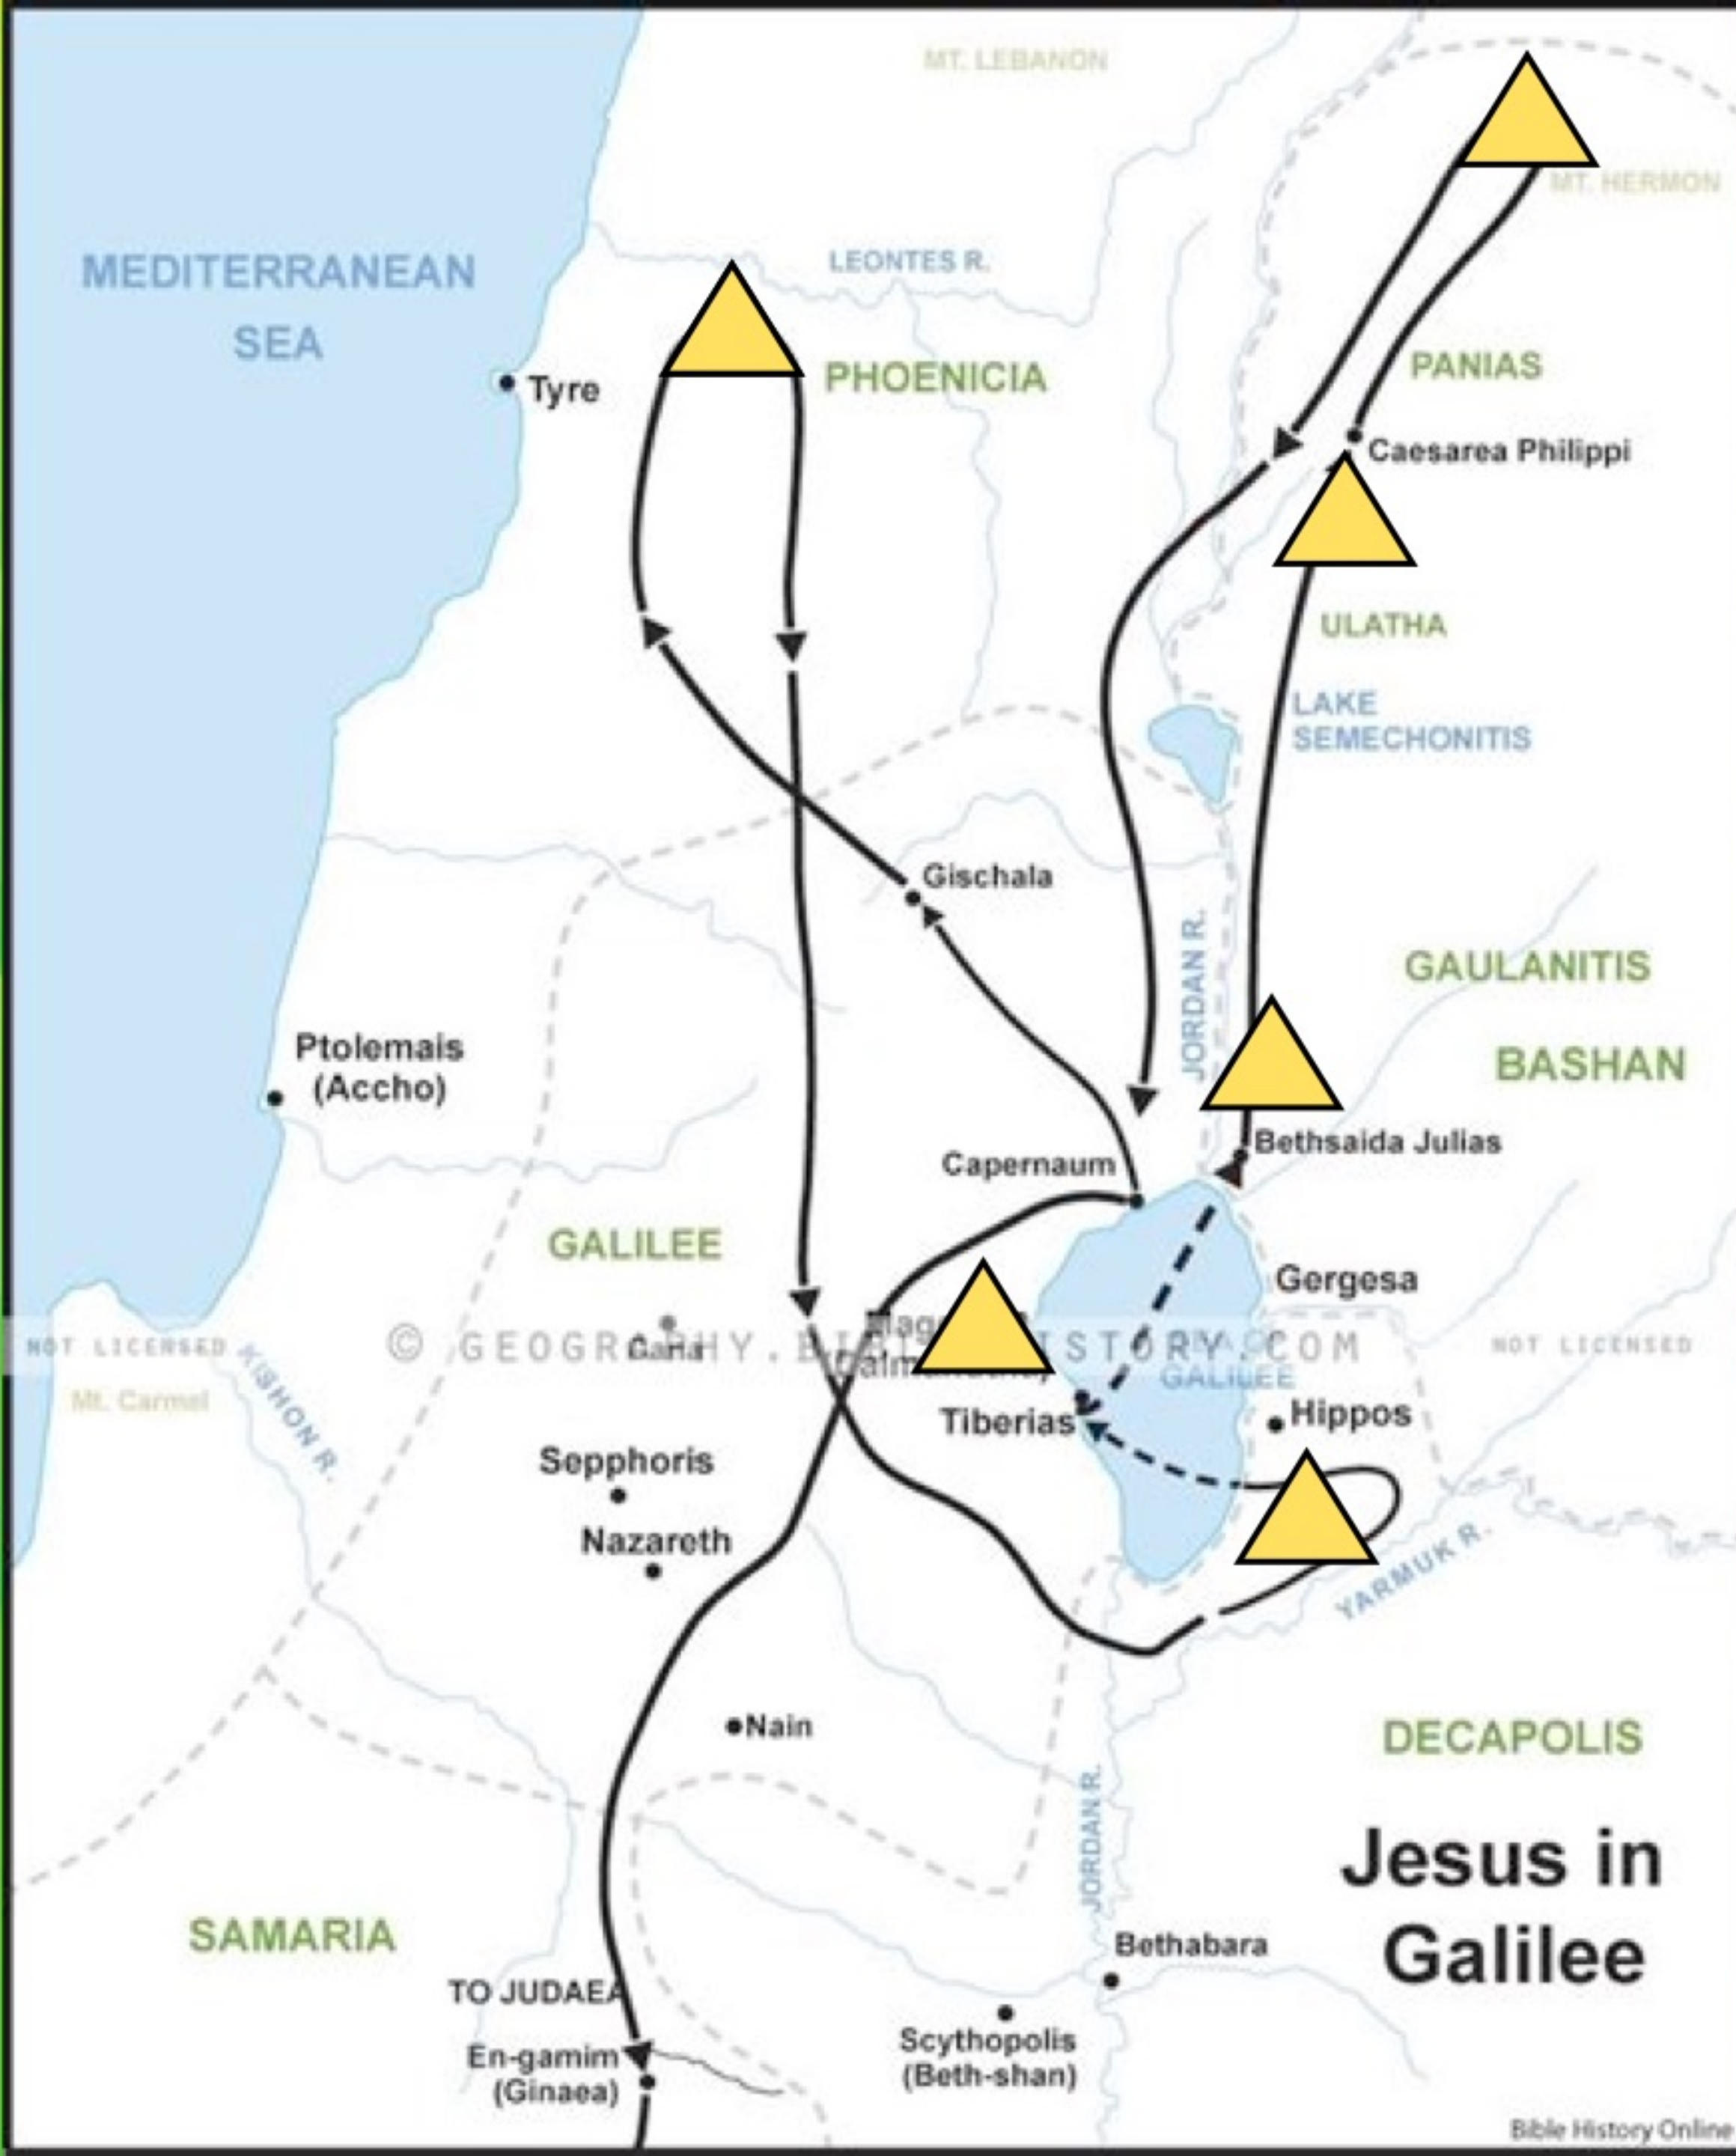 MT. LEBANON
MT. HERMON
MEDITERRANEAN
SEA
LEONTES R.
Tyre
PHOENICIA
PANIAS
Caesarea Philippi
ULATHA
LAKE
SEMECHONITIS
Gischala
JORDAN R.
GAULANITIS
BASHAN
Ptolemais
(Accho)
Bethsaida Julias
Capernaum
GALILEE
Gergesa
NOT LICENSED
NOT LICENSED
Cana
GALILEE
Mt. Carmel
KISHON R.
Tiberias
Hippos
Sepphoris
Nazareth
YARMUK R.
Nain
DECAPOLIS
JORDAN R.
Jesus in
Galilee
SAMARIA
Bethabara
TO JUDAEA
Scythopolis
(Beth-shan)
En-gamim
(Ginaea)
Bible History Online